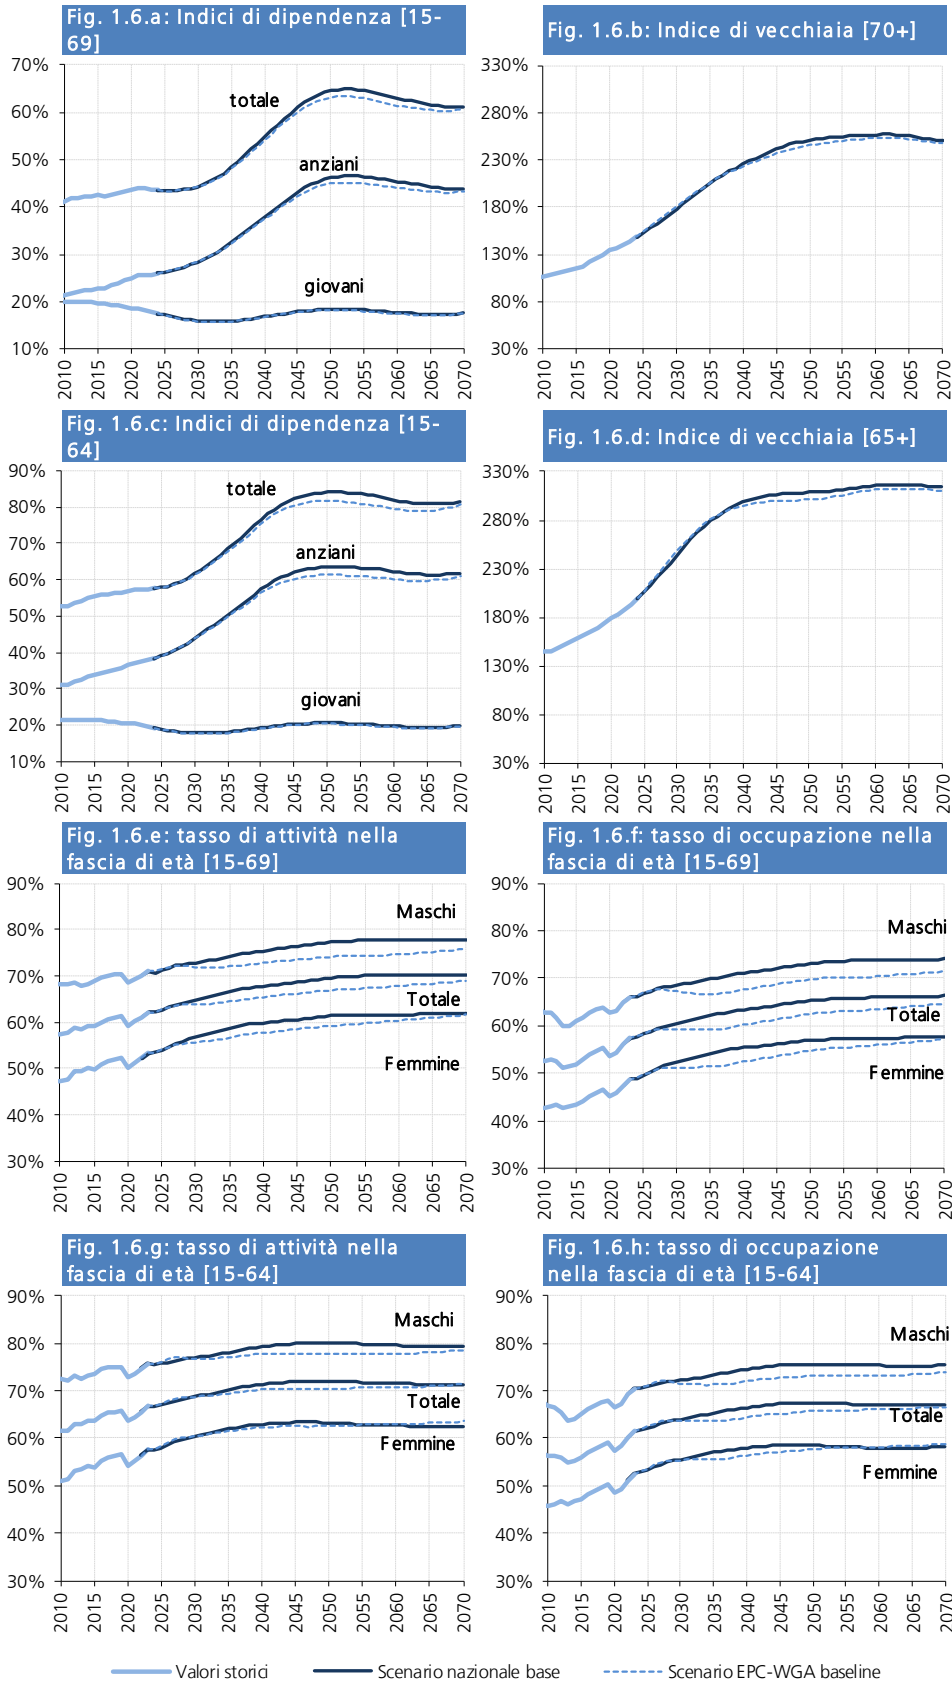 Fig. 1.6.a: Indici di dipendenza [15-
69]
70%
60%
50%
40%
30%
20%
10%
totale
anziani
giovani
2010 2015 2020 2025 2030 2035 2040 2045 2050 2055 2060 2065 2070
Fig. 1.6.b: Indice di vecchiaia [70+]
330%
280%
230%
180%
130%
80%
30%
2010 2015 2020 2025 2030 2035 2040 2045 2050 2055 2060 2065 2070
Fig. 1.6.c: Indici di dipendenza [15-
64]
90%
80%
70%
60%
50%
40%
30%
20%
10%
totale
anziani
giovani
2010 2015 2020 2025 2030 2035 2040 2045 2050 2055 2060 2065 2070
Fig. 1.6.d: Indice di vecchiaia [65+]
330%
280%
230%
180%
130%
80%
30%
2010 2015 2020 2025 2030 2035 2040 2045 2050 2055 2060 2065 2070
Fig. 1.6.e: tasso di attività nella
fascia di età [15-69]
90%
80%
70%
60%
50%
40%
30%
Maschi
Totale
Femmine
2010 2015 2020 2025 2030 2035 2040 2045 2050 2055 2060 2065 2070
Fig. 1.6.f: tasso di occupazione nella
fascia di età [15-69]
90%
80%
70%
60%
50%
40%
30%
Maschi
Totale
Femmine
2010 2015 2020 2025 2030 2035 2040 2045 2050 2055 2060 2065 2070
Fig. 1.6.g: tasso di attività nella
fascia di età [15-64]
90%
80%
70%
60%
50%
40%
30%
Maschi
Totale
Femmine
2010 2015 2020 2025 2030 2035 2040 2045 2050 2055 2060 2065 2070
Fig. 1.6.h: tasso di occupazione
nella fascia di età [15-64]
90%
80%
70%
60%
50%
40%
30%
Maschi
Totale
Femmine
2010 2015 2020 2025 2030 2035 2040 2045 2050 2055 2060 2065 2070
Valori storici Scenario nazionale base Scenario EPC-WGA baseline